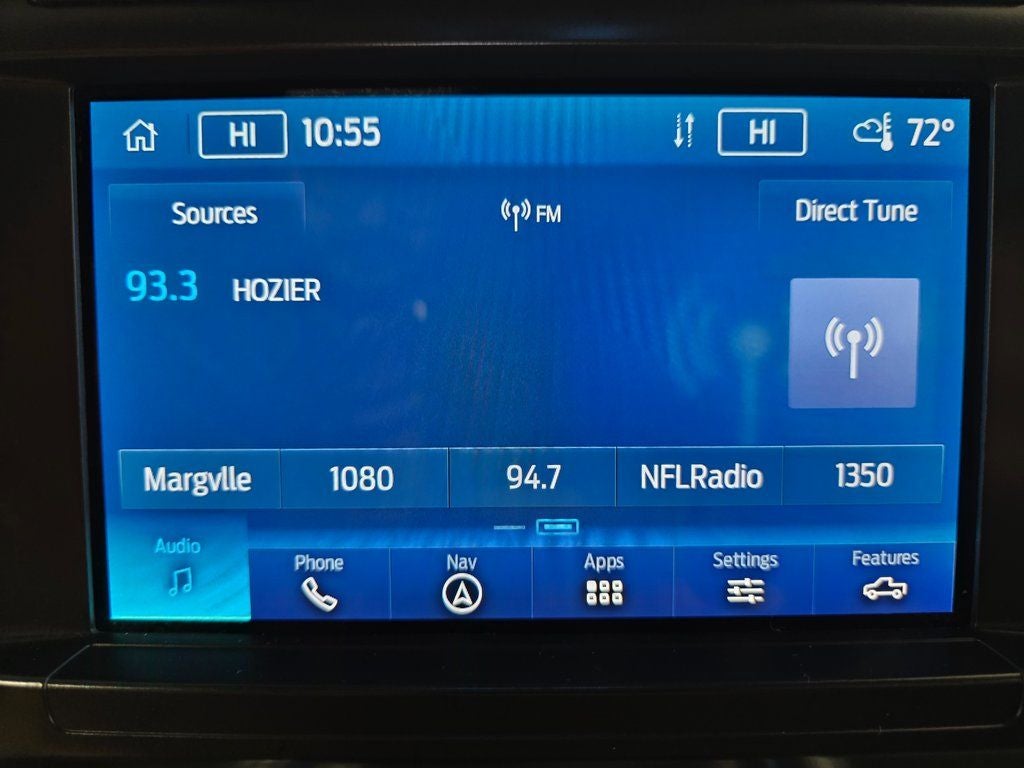 HI 10:55 HI 72°
Sources FM Direct Tune
93.3 HOZIER
Margvlle 1080 94.7 NFLRadio 1350
Audio Phone Nav Apps Settings Features